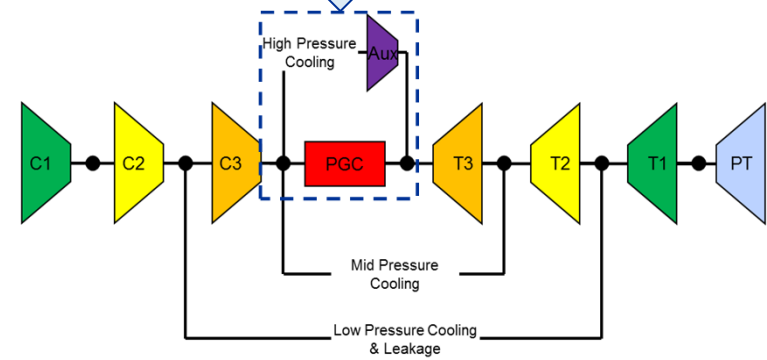 High Pressure
Cooling
Aux
C1
C2
C3
PGC
T3
T2
T1
PT
Mid Pressure
Cooling
Low Pressure Cooling
& Leakage